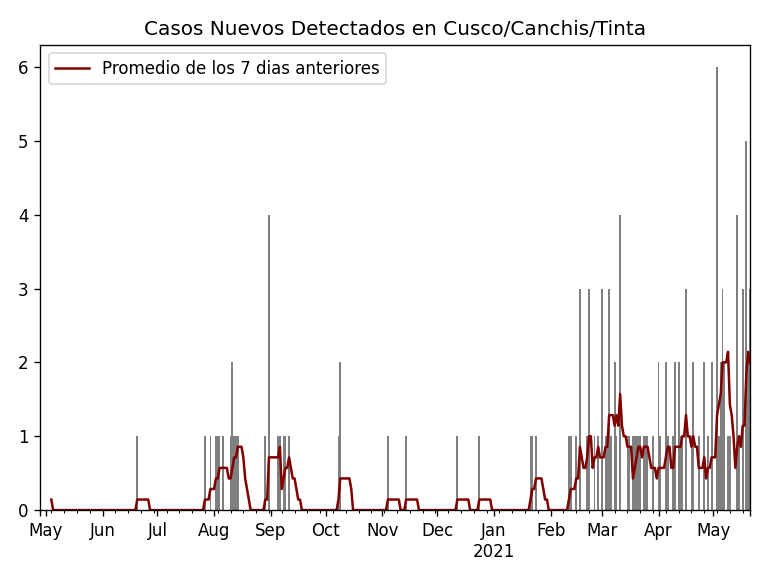 Casos Nuevos Detectados en Cusco/Canchis/Tinta
Promedio de los 7 dias anteriores
6
5
4
3
2
1
0
May Jun Jul Aug Sep Oct Nov Dec Jan Feb Mar Apr May
2021